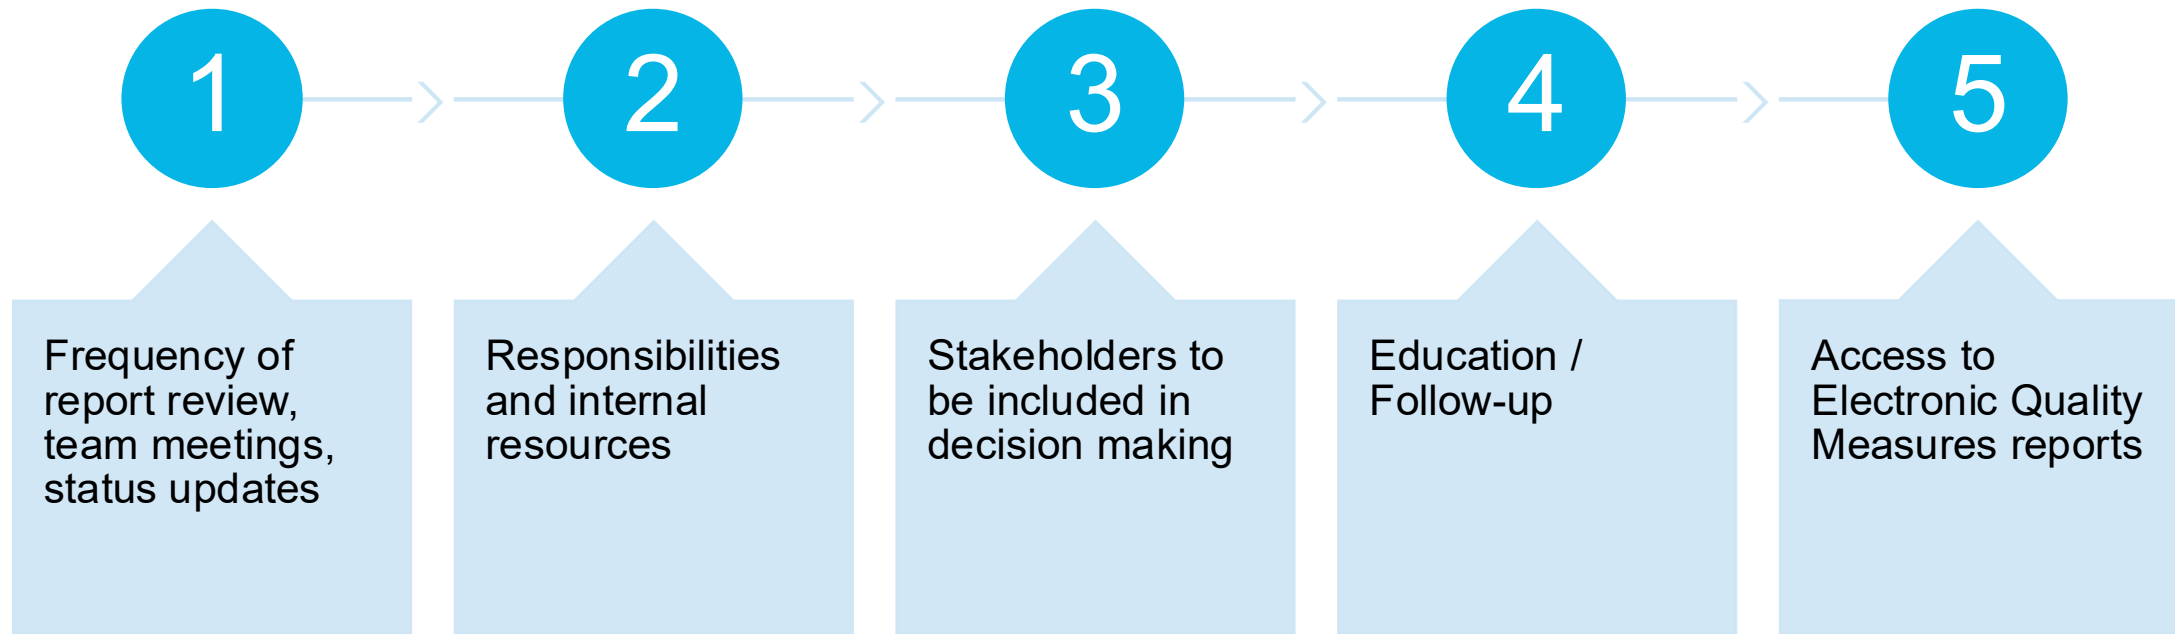 1
2
3
4
5
Frequency of
report review,
team meetings,
status updates
Responsibilities
and internal
resources
Stakeholders to
be included in
decision making
Education /
Follow-up
Access to
Electronic Quality
Measures reports